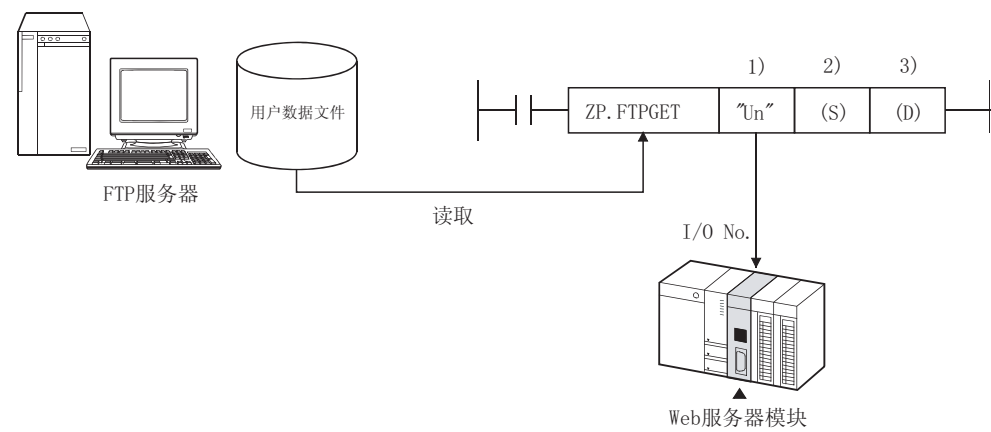 1) 2) 3)
ZP.FTPGET "Un" (S) (D)
用户数据文件
FTP服务器
读取
I/O No.
Web服务器模块